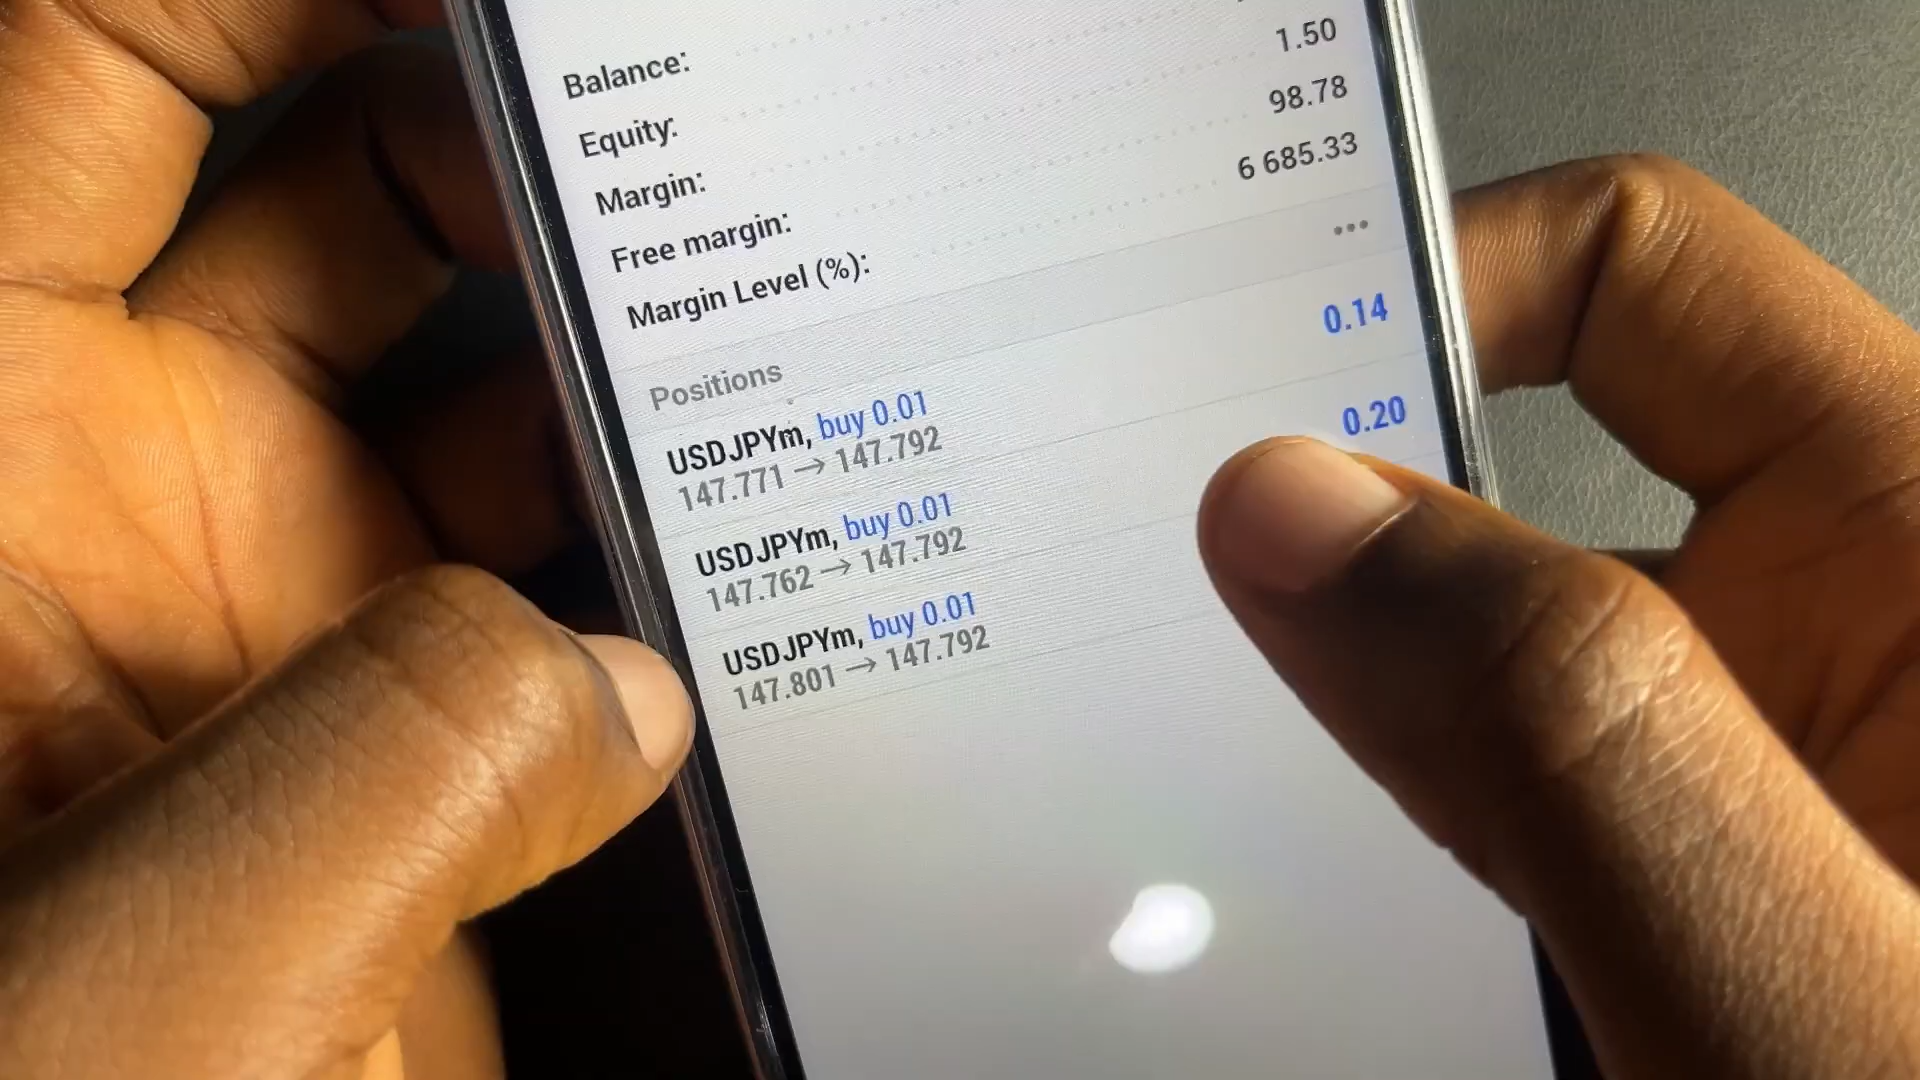 Balance:
Equity:
Margin: 1.50
Free margin: 98.78
Margin Level (%): 6 685.33
Positions
USDJPYm, buy 0.01 0.14
147.771 → 147.792
USDJPYm, buy 0.01 0.20
147.762 → 147.792
USDJPYm, buy 0.01
147.801 → 147.792